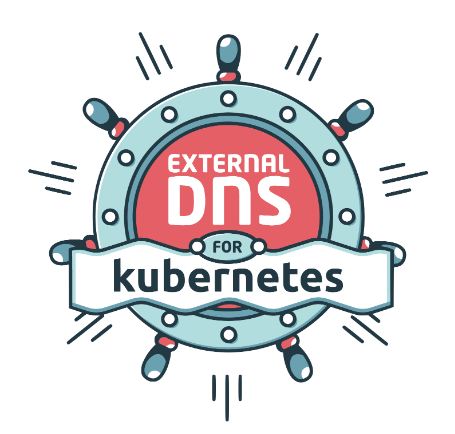 EXTERNAL
DNS
FOR
kubernetes